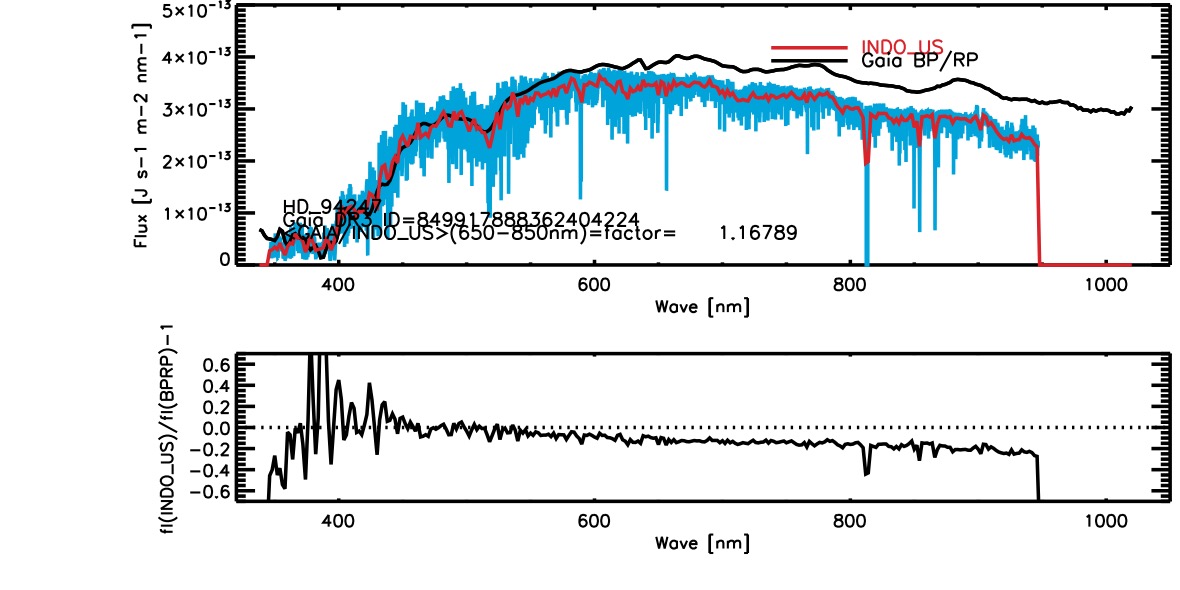 5×10−13
4×10−13
3×10−13
2×10−13
1×10−13
0
Flux [J s−1 m−2 nm−1]
INDO_US
Gaia BP/RP
HD_94247
Gaia DR3 ID=849917888362404224
<GAIA/INDO_US>(650−850nm)=factor= 1.16789
400 600 800 1000
Wave [nm]
fl(INDO_US)/fl(BPRP)−1
0.6
0.4
0.2
0.0
−0.2
−0.4
−0.6
400 600 800 1000
Wave [nm]